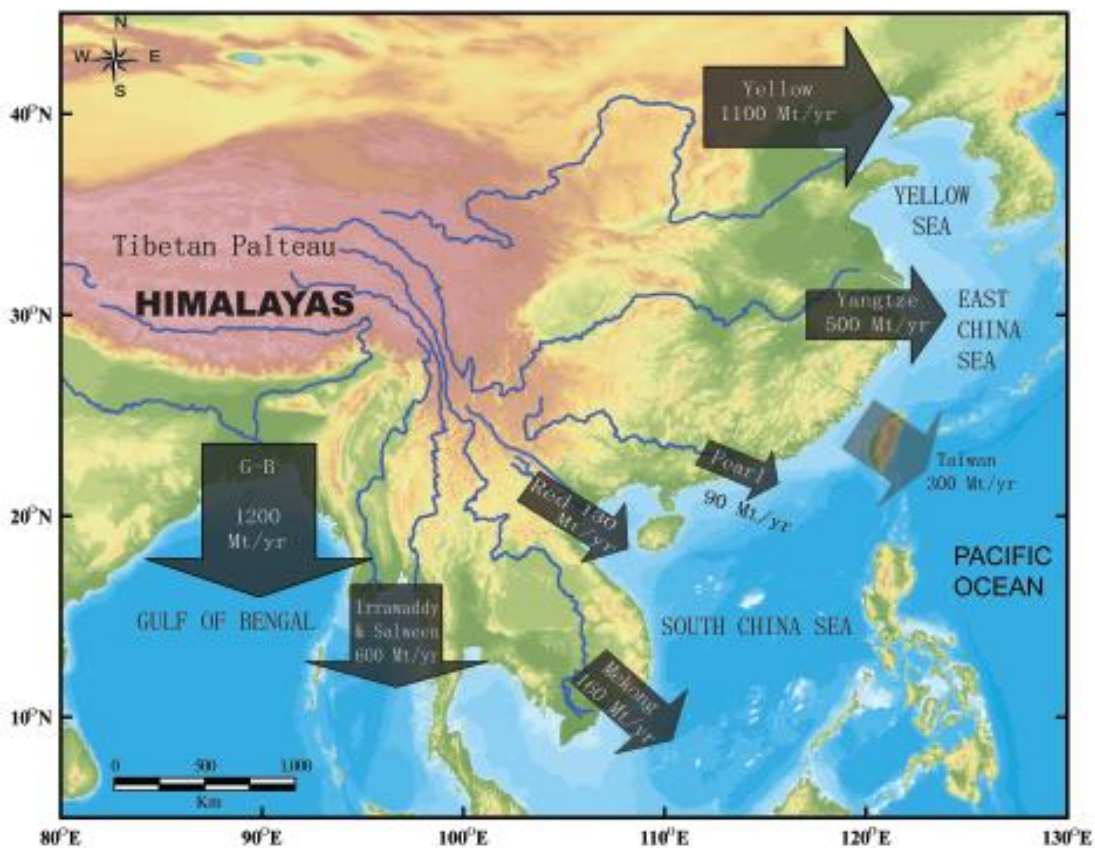 N
W E
S
40°N
30°N
20°N
10°N
Yellow
1100 Mt/yr
YELLOW
SEA
Tibetan Palteau
HIMALAYAS
Yangtze
500 Mt/yr
EAST
CHINA
SEA
G-B
1200
Mt/yr
Pearl
90 Mt/yr
Taiwan
300 Mt/yr
Red 130
Mt/yr
PACIFIC
OCEAN
GULF OF BENGAL
Irrawaddy
& Salween
600 Mt/yr
SOUTH CHINA SEA
Mekong
160 Mt/yr
0 500 1,000
Km
80°E 90°E 100°E 110°E 120°E 130°E